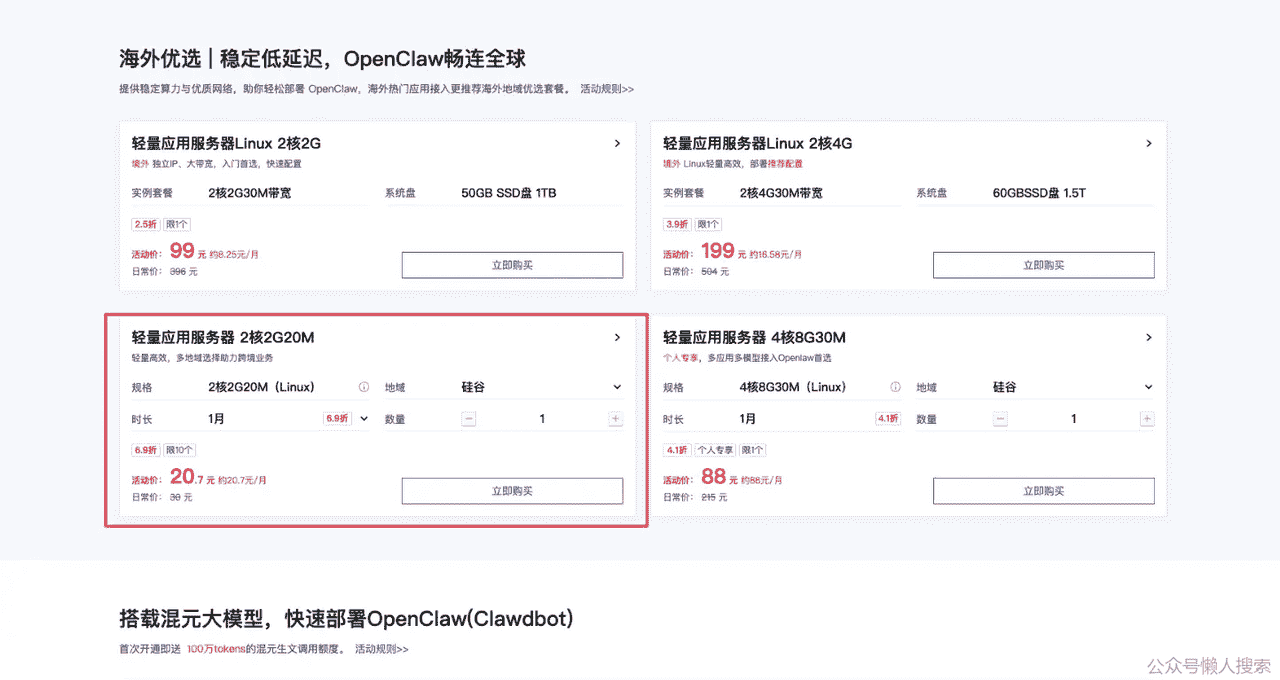 海外优选 | 稳定低延迟，OpenClaw畅连全球
提供稳定算力与优质网络，助你轻松部署 OpenClaw，海外热门应用接入更推荐海外地域优选套餐。 活动规则>>
轻量应用服务器Linux 2核2G
境外 独立IP、大带宽，入门首选，快速配置
实例套餐 2核2G30M带宽 系统盘 50GB SSD盘 1TB
2.5折 限1个
活动价： 99 元 约8.25元/月
日常价： 396 元
立即购买
轻量应用服务器Linux 2核4G
境外 Linux轻量高效，部署推荐配置
实例套餐 2核4G30M带宽 系统盘 60GBSSD盘 1.5T
3.9折 限1个
活动价： 199 元 约16.58元/月
日常价： 504 元
立即购买
轻量应用服务器 2核2G20M
轻量高效，多地域选择助力跨境业务
规格 2核2G20M（Linux） 地域 硅谷
时长 1月 6.9折 数量 1
6.9折 限10个
活动价： 20.7 元 约20.7元/月
日常价： 30 元
立即购买
轻量应用服务器 4核8G30M
个人专享，多应用多模型接入Openlaw首选
规格 4核8G30M（Linux） 地域 硅谷
时长 1月 4.1折 数量 1
4.1折 个人专享 限1个
活动价： 88 元 约88元/月
日常价： 215 元
立即购买
搭载混元大模型，快速部署OpenClaw(Clawdbot)
首次开通即送 100万tokens的混元生文调用额度。 活动规则>>
公众号懒人搜索